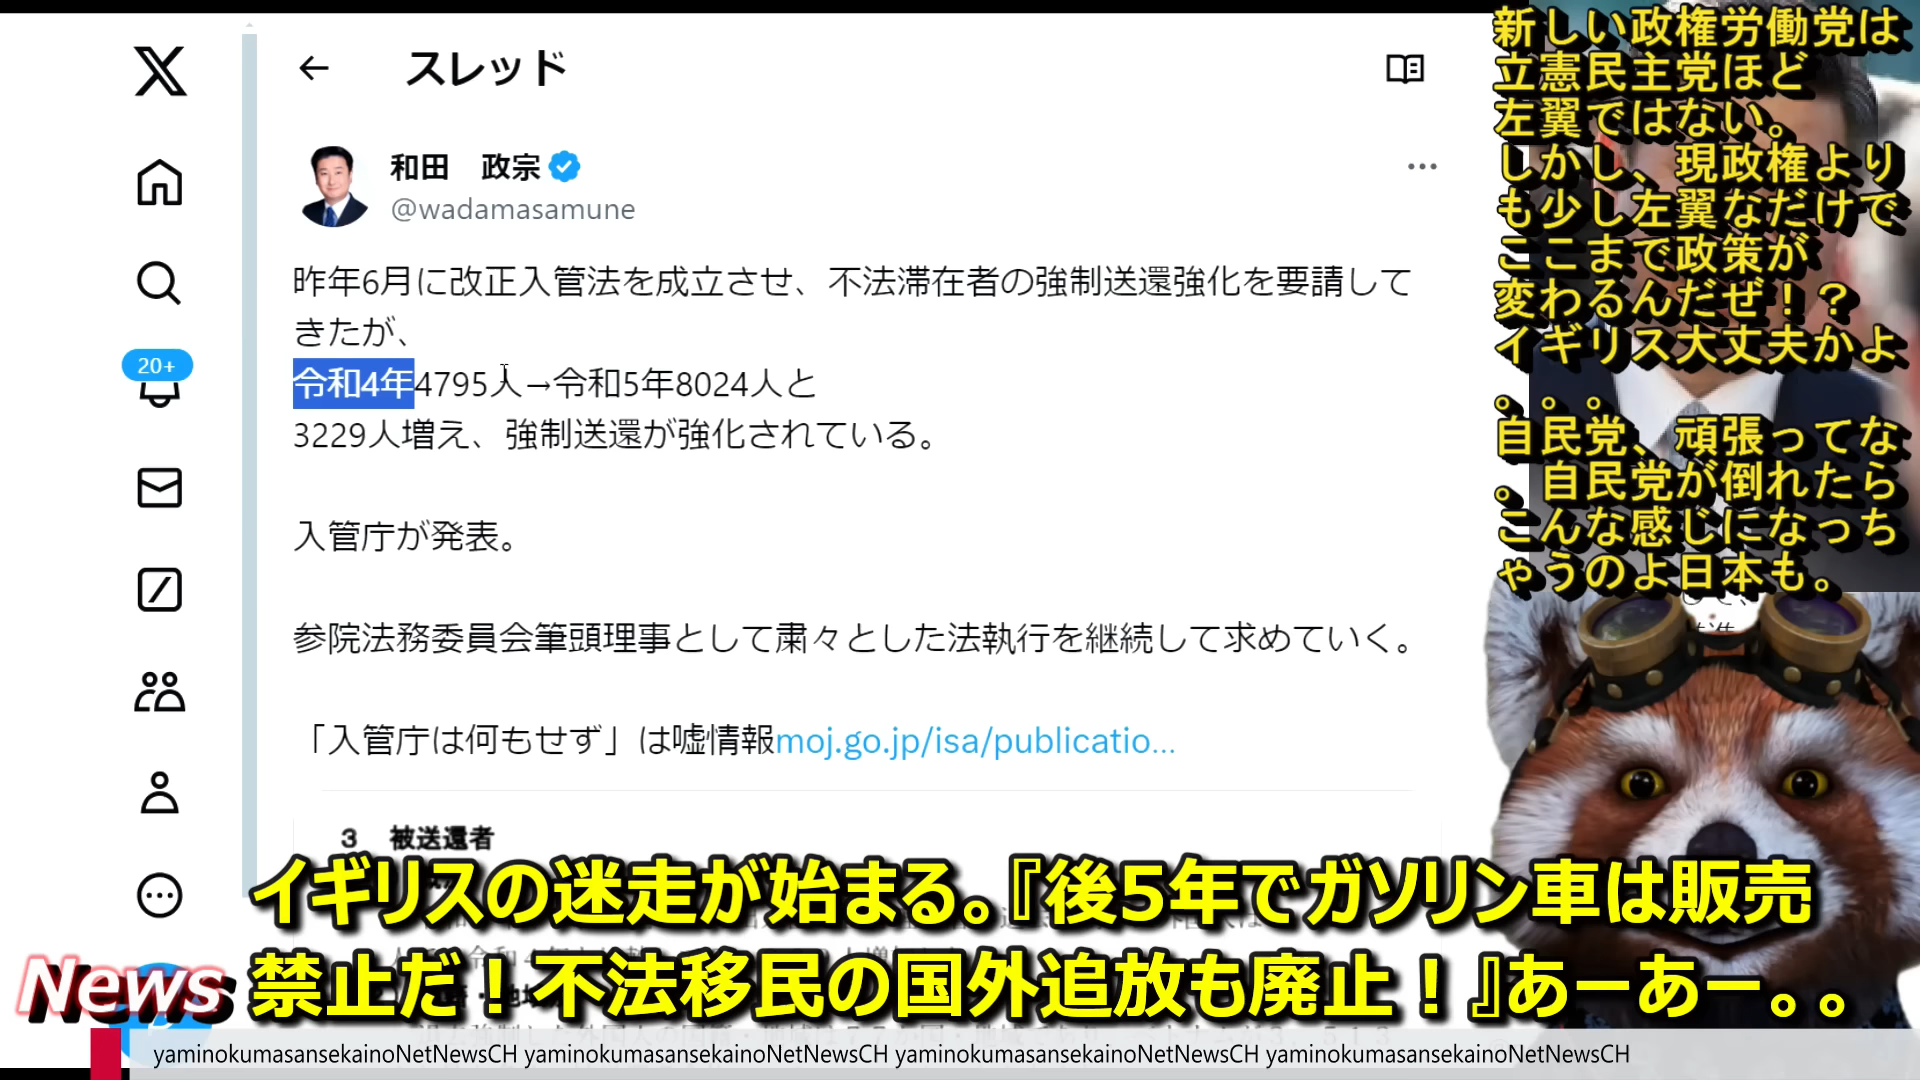 スレッド
和田 政宗
@wadamasamune
昨年6月に改正入管法を成立させ、不法滞在者の強制送還強化を要請して
きたが、
令和4年4795人→令和5年8024人と
3229人増え、強制送還が強化されている。
入管庁が発表。
参院法務委員会筆頭理事として粛々とした法執行を継続して求めていく。
「入管庁は何もせず」は嘘情報moj.go.jp/isa/publicatio...
20+
3 被送還者
新しい政権労働党は
立憲民主党ほど
左翼ではない。
しかし、現政権より
も少し左翼なだけで
ここまで政策が
変わるんだぜ！？
イギリス大丈夫かよ
。。。
自民党、頑張ってな
。自民党が倒れたら
こんな感じになっち
ゃうのよ日本も。
イギリスの迷走が始まる。『後5年でガソリン車は販売
禁止だ！不法移民の国外追放も廃止！』あーあー。。
News
yaminokumasansekainoNetNewsCH yaminokumasansekainoNetNewsCH yaminokumasansekainoNetNewsCH yaminokumasansekainoNetNewsCH